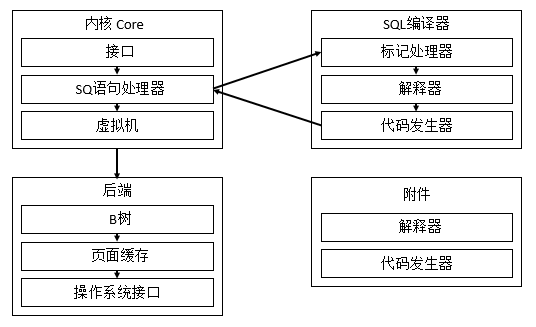 内核 Core
接口
SQ语句处理器
虚拟机
SQL编译器
标记处理器
解释器
代码发生器
后端
B树
页面缓存
操作系统接口
附件
解释器
代码发生器